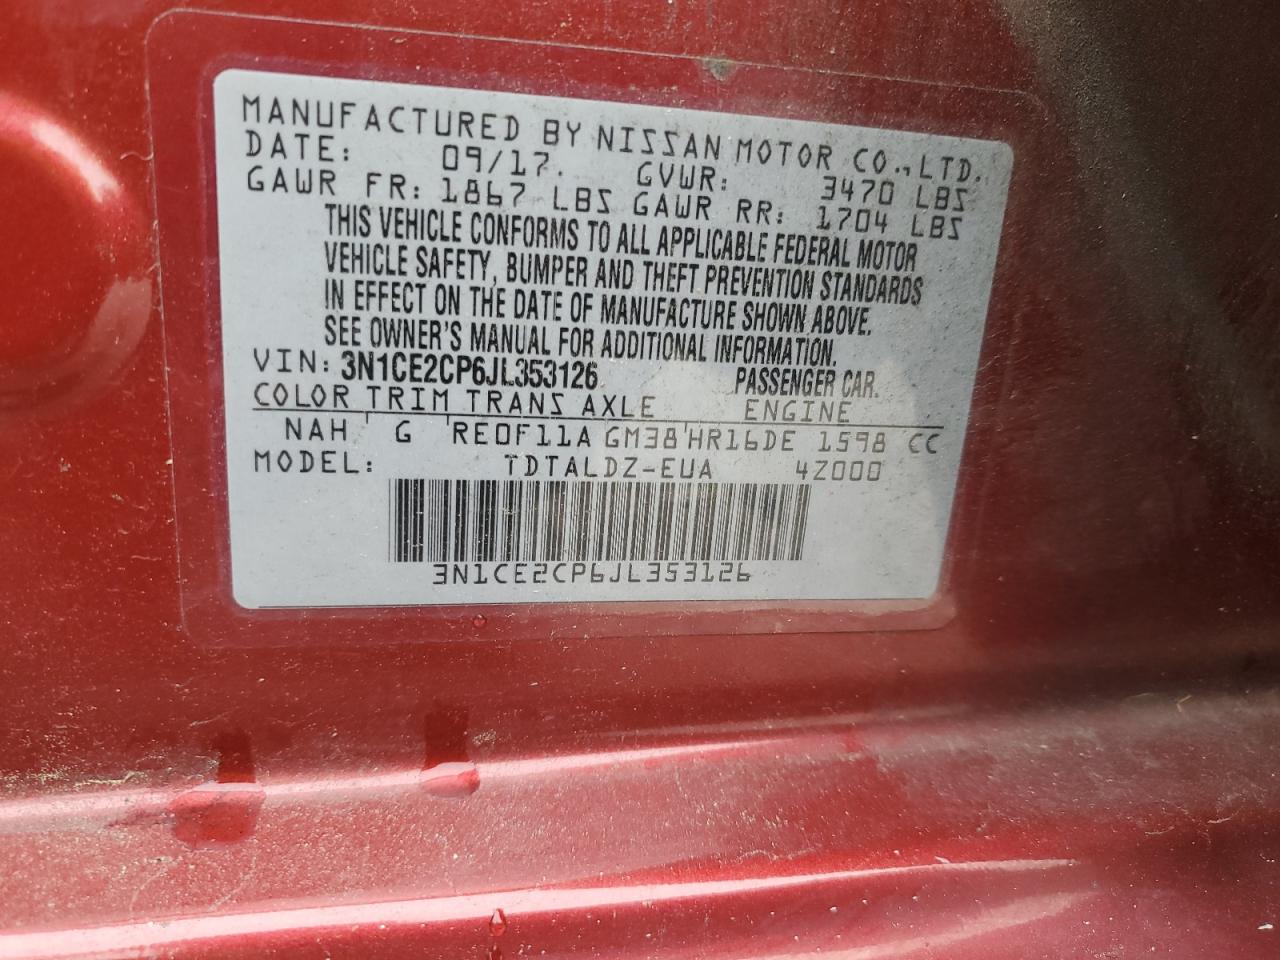 MANUFACTURED BY NISSAN MOTOR CO., LTD.
DATE: 09/17. GVWR: 3470 LBS
GAWR FR: 1867 LBS GAWR RR: 1704 LBS
THIS VEHICLE CONFORMS TO ALL APPLICABLE FEDERAL MOTOR
VEHICLE SAFETY, BUMPER AND THEFT PREVENTION STANDARDS
IN EFFECT ON THE DATE OF MANUFACTURE SHOWN ABOVE.
SEE OWNER'S MANUAL FOR ADDITIONAL INFORMATION.
VIN: 3N1CE2CP6JL353126 PASSENGER CAR.
COLOR TRIM TRANS AXLE ENGINE
NAH G RE0F11A GM38 HR16DE 1598 CC
MODEL: TDTALDZ-EUA 4Z000
3N1CE2CP6JL353126